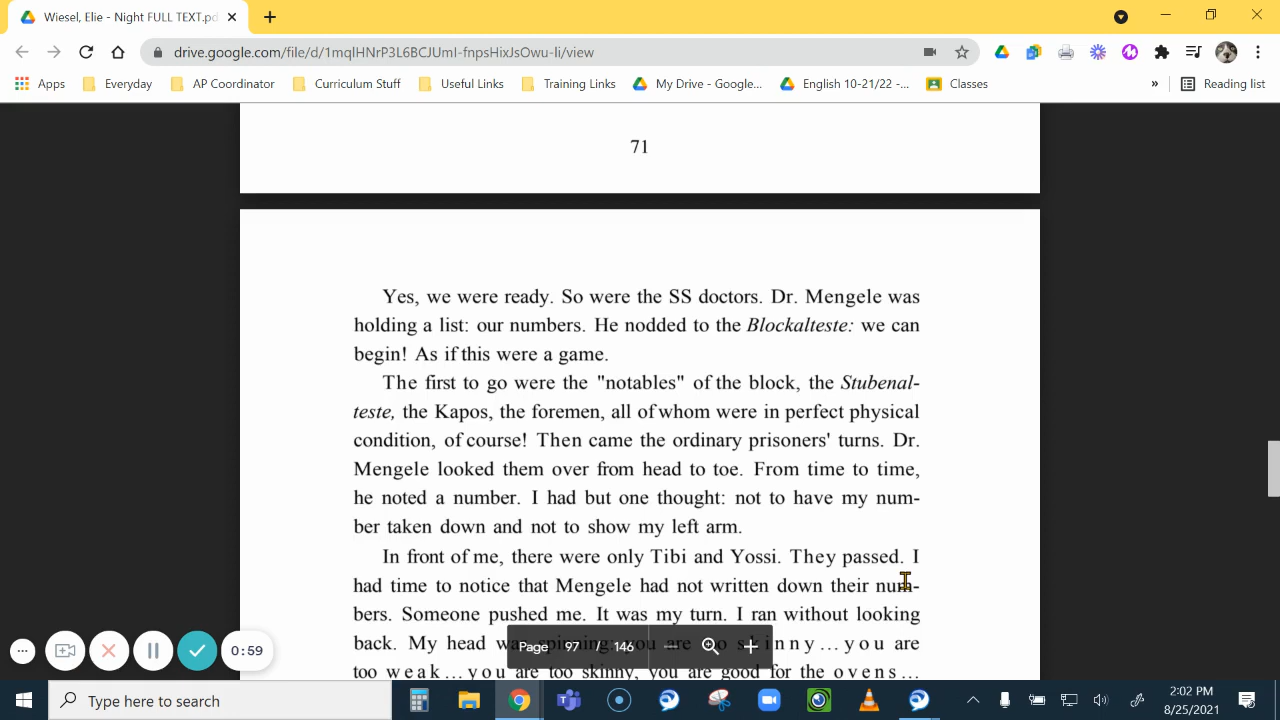 Wiesel, Elie - Night FULL TEXT.pd
drive.google.com/file/d/1mqlHNrP3L6BCJUmI-fnpsHixJsOwu-li/view
Apps Everyday AP Coordinator Curriculum Stuff Useful Links Training Links My Drive - Google... English 10-21/22 -... Classes » Reading list
71
Yes, we were ready. So were the SS doctors. Dr. Mengele was
holding a list: our numbers. He nodded to the Blockalteste: we can
begin! As if this were a game.
The first to go were the "notables" of the block, the Stubenal-
teste, the Kapos, the foremen, all of whom were in perfect physical
condition, of course! Then came the ordinary prisoners' turns. Dr.
Mengele looked them over from head to toe. From time to time,
he noted a number. I had but one thought: not to have my num-
ber taken down and not to show my left arm.
In front of me, there were only Tibi and Yossi. They passed. I
had time to notice that Mengele had not written down their num-
bers. Someone pushed me. It was my turn. I ran without looking
back. My head was spinning: you are too skinny... you are
too weak... you are too skinny, you are good for the ovens...
Page 97 / 146
0:59
Type here to search
2:02 PM
8/25/2021